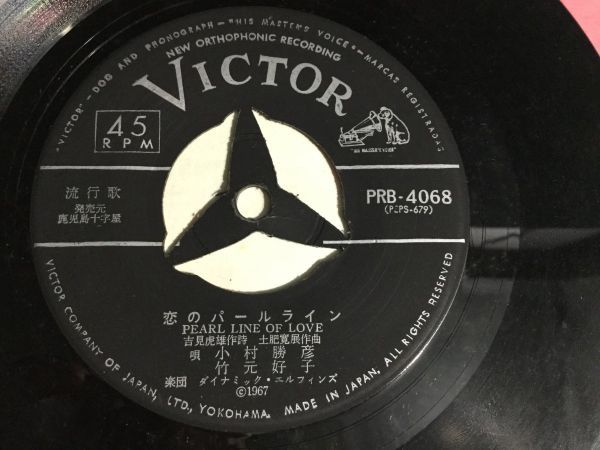 "VICTOR" – DOG AND PHONOGRAPH – "HIS MASTER'S VOICE" – MARCAS REGISTRADAS
NEW ORTHOPHONIC RECORDING
VICTOR
45
RPM
"HIS MASTER'S VOICE"
流行歌
発売元
鹿児島十字屋
PRB-4068
(PEPS-679)
恋のパールライン
PEARL LINE OF LOVE
吉見虎雄作詩 土肥寛展作曲
唄 小村勝彦
竹元好子
楽団 ダイナミック・エルフィンズ
©1967
VICTOR COMPANY OF JAPAN, LTD., YOKOHAMA. MADE IN JAPAN, ALL RIGHTS RESERVED